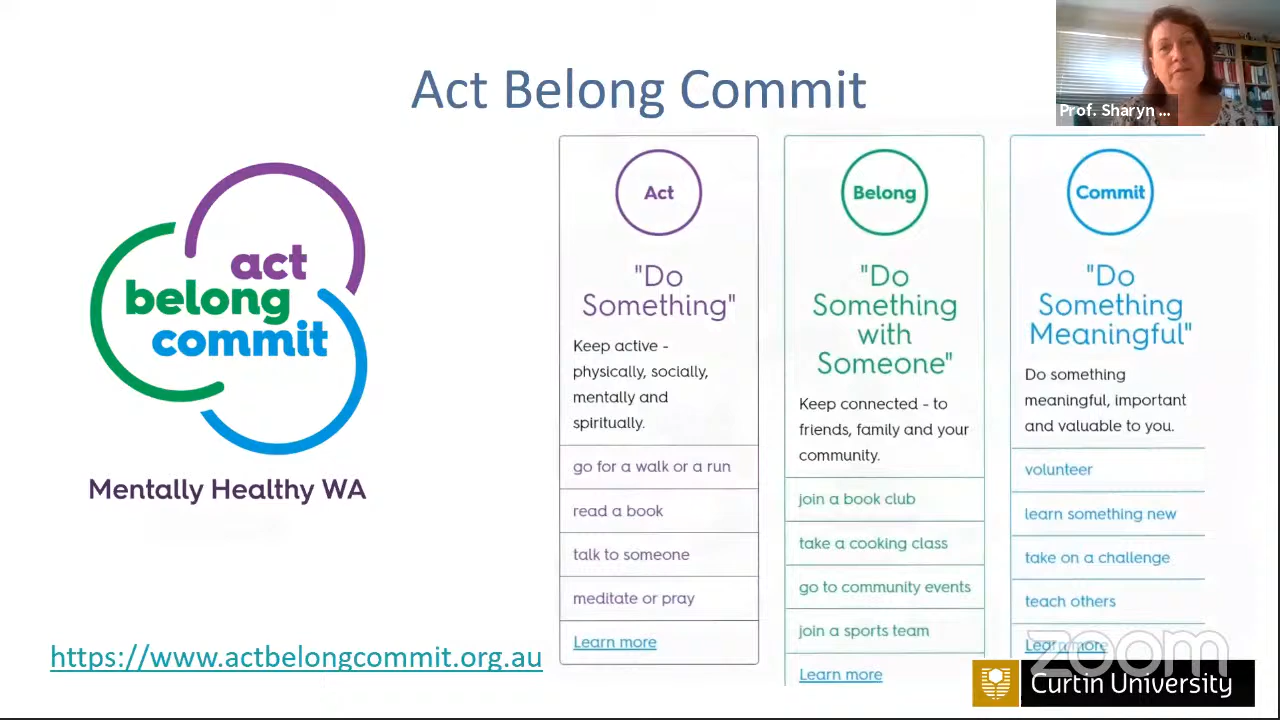 Act Belong Commit
Prof. Sharyn ...
act
belong
commit
Mentally Healthy WA
https://www.actbelongcommit.org.au
Act
"Do
Something"
Keep active -
physically, socially,
mentally and
spiritually.
go for a walk or a run
read a book
talk to someone
meditate or pray
Learn more
Belong
"Do
Something
with
Someone"
Keep connected - to
friends, family and your
community.
join a book club
take a cooking class
go to community events
join a sports team
Learn more
Commit
"Do
Something
Meaningful"
Do something
meaningful, important
and valuable to you.
volunteer
learn something new
take on a challenge
teach others
Learn more
zoom
Curtin University